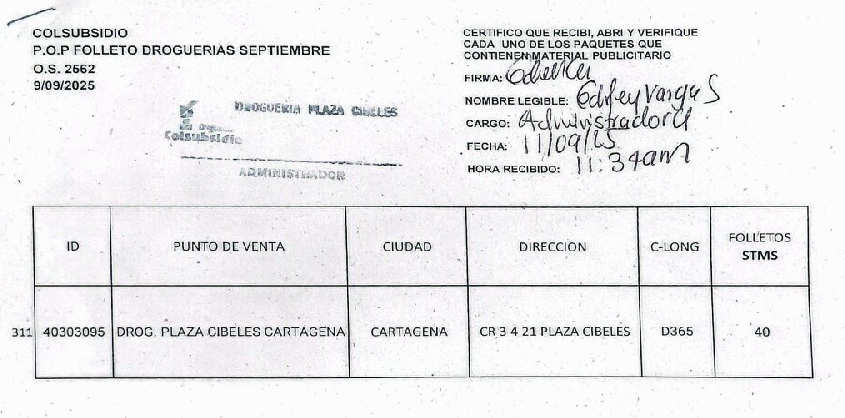 COLSUBSIDIO
P.O.P FOLLETO DROGUERIAS SEPTIEMBRE
O.S. 2562
9/09/2025
DROGUERIA PLAZA CIBELES
Colsubsidio
ADMINISTRADOR
CERTIFICO QUE RECIBI, ABRI Y VERIFIQUE
CADA UNO DE LOS PAQUETES QUE
CONTIENEN MATERIAL PUBLICITARIO
FIRMA:
NOMBRE LEGIBLE: Vargas
CARGO: Administradora
FECHA: 11/09/25
HORA RECIBIDO: 11:34am
ID PUNTO DE VENTA CIUDAD DIRECCION C-LONG FOLLETOS STMS
311 40303095 DROG. PLAZA CIBELES CARTAGENA CARTAGENA CR 3 4 21 PLAZA CIBELES D365 40